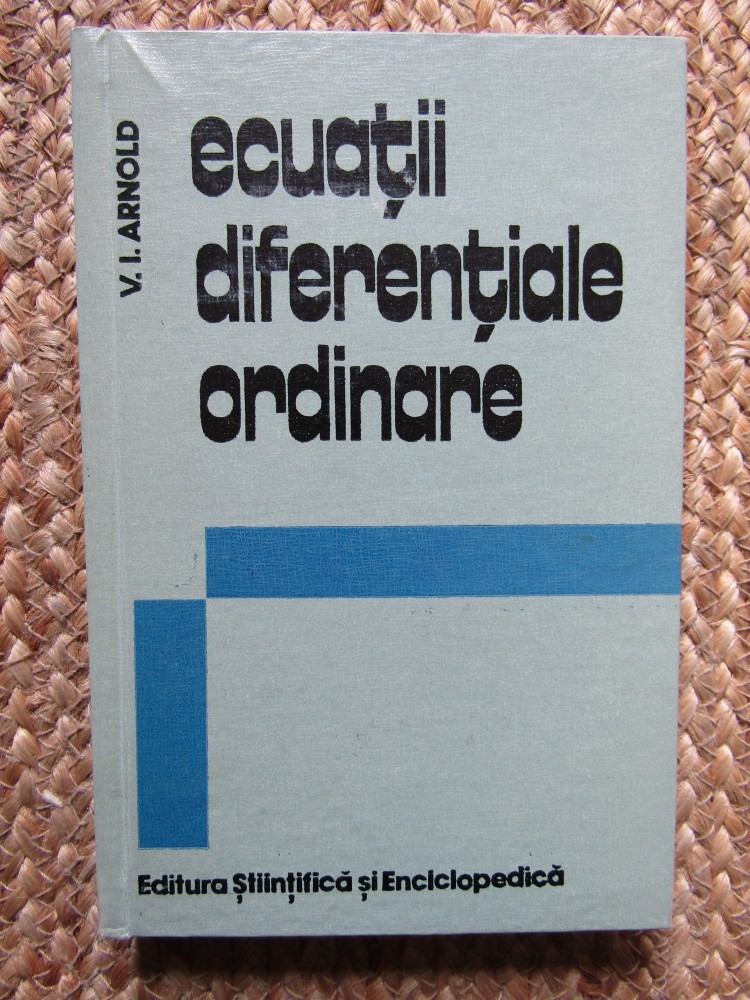 V. I. ARNOLD
ecuații
diferențiale
ordinare
Editura Științifică și Enciclopedică